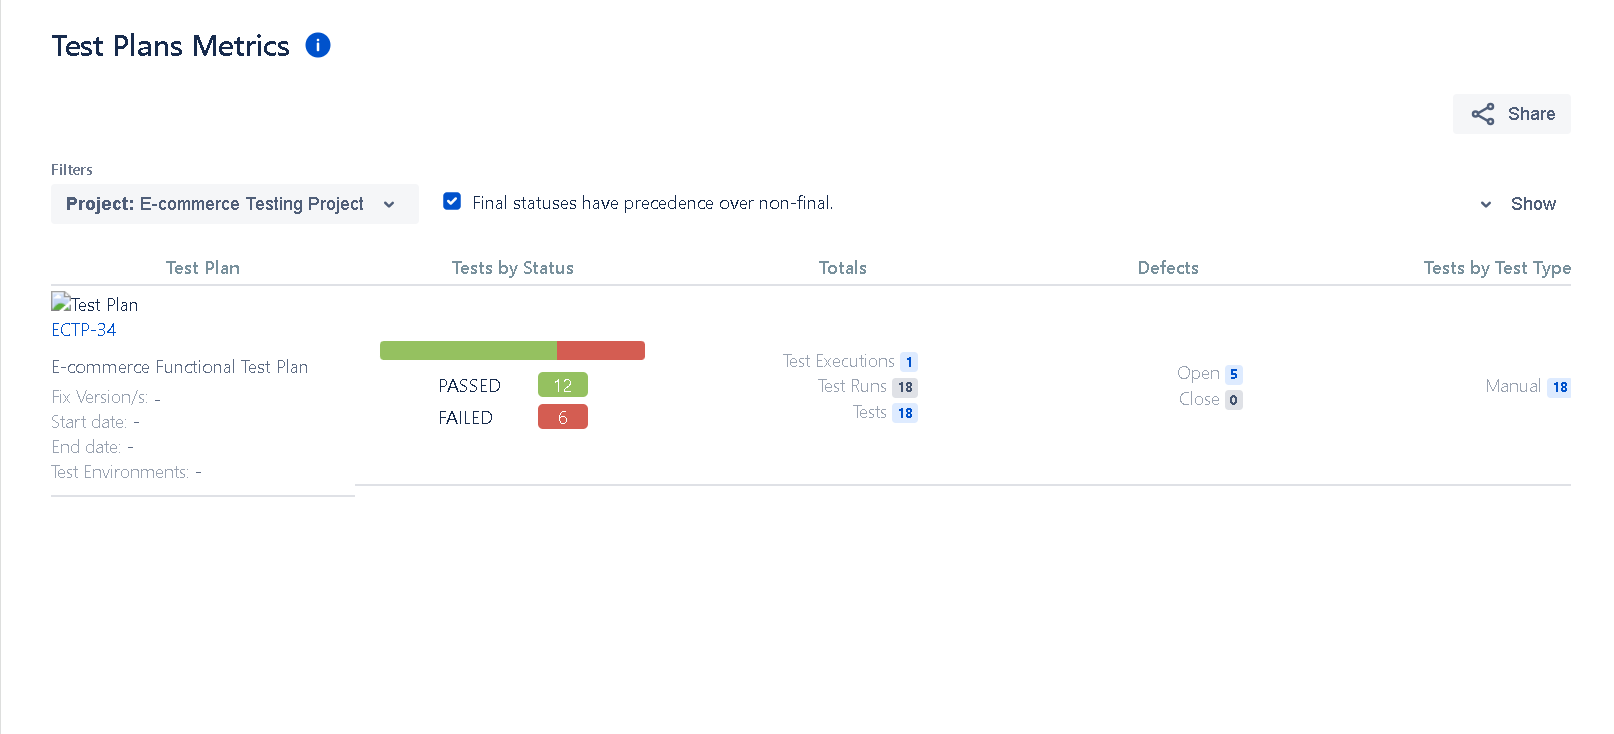 Test Plans Metrics
Share
Filters
Project: E-commerce Testing Project
Final statuses have precedence over non-final.
Show
Test Plan Tests by Status Totals Defects Tests by Test Type
Test Plan
ECTP-34
E-commerce Functional Test Plan
Fix Version/s: -
Start date: -
End date: -
Test Environments: -
PASSED 12
FAILED 6
Test Executions 1
Test Runs 18
Tests 18
Open 5
Close 0
Manual 18